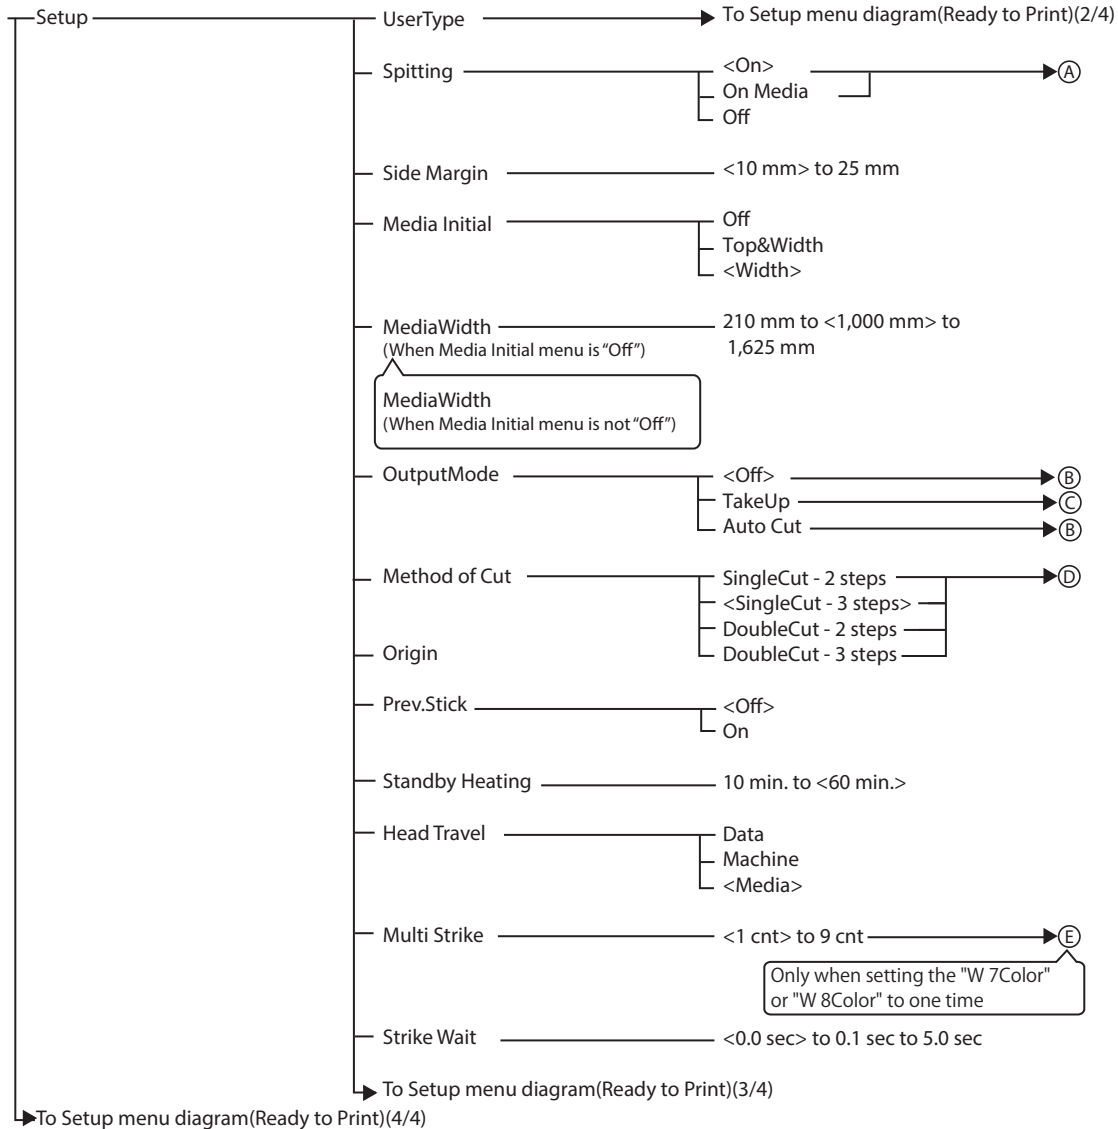 Setup
UserType
To Setup menu diagram(Ready to Print)(2/4)
Spitting
<On>
A
On Media
Off
Side Margin
<10 mm> to 25 mm
Media Initial
Off
Top&Width
<Width>
MediaWidth
(When Media Initial menu is "Off")
210 mm to <1,000 mm> to
1,625 mm
MediaWidth
(When Media Initial menu is not "Off")
OutputMode
<Off>
B
TakeUp
C
Auto Cut
B
Method of Cut
SingleCut - 2 steps
D
<SingleCut - 3 steps>
DoubleCut - 2 steps
DoubleCut - 3 steps
Origin
Prev.Stick
<Off>
On
Standby Heating
10 min. to <60 min.>
Head Travel
Data
Machine
<Media>
Multi Strike
<1 cnt> to 9 cnt
E
Only when setting the "W 7Color"
or "W 8Color" to one time
Strike Wait
<0.0 sec> to 0.1 sec to 5.0 sec
To Setup menu diagram(Ready to Print)(3/4)
To Setup menu diagram(Ready to Print)(4/4)